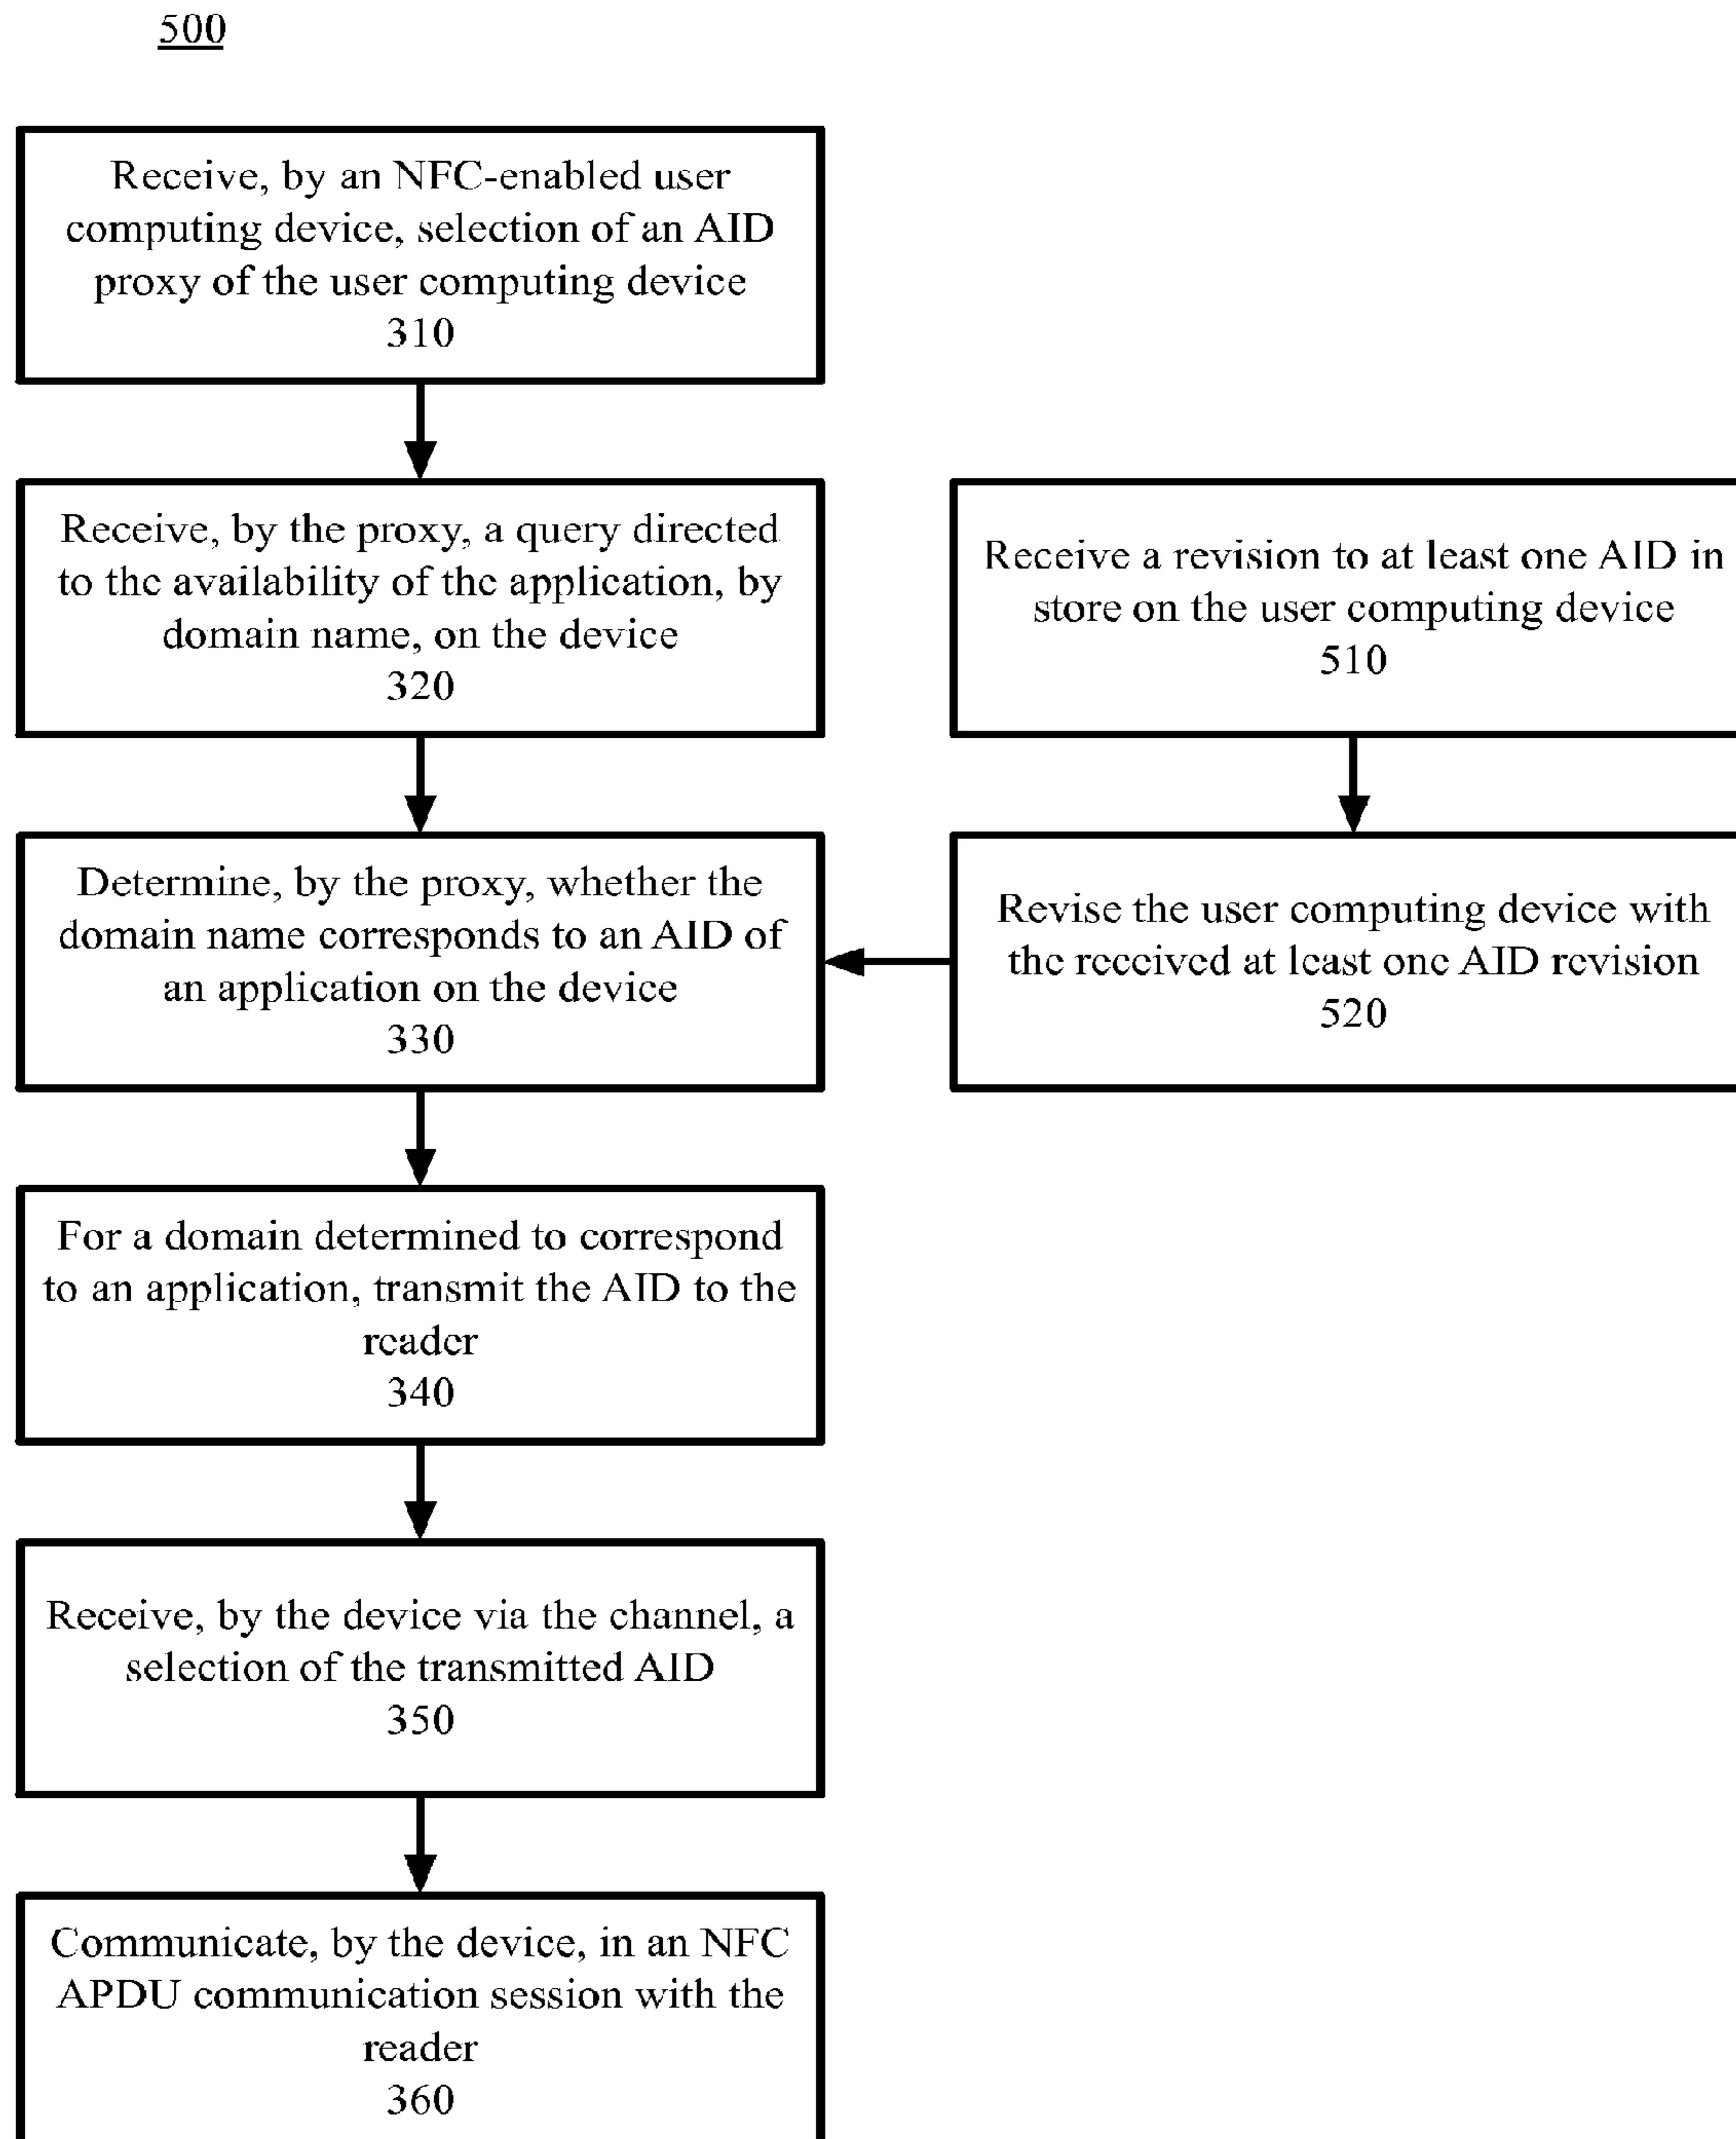 500
Receive, by an NFC-enabled user
computing device, selection of an AID
proxy of the user computing device
310
Receive, by the proxy, a query directed
to the availability of the application, by
domain name, on the device
320
Receive a revision to at least one AID in
store on the user computing device
510
Determine, by the proxy, whether the
domain name corresponds to an AID of
an application on the device
330
Revise the user computing device with
the received at least one AID revision
520
For a domain determined to correspond
to an application, transmit the AID to the
reader
340
Receive, by the device via the channel, a
selection of the transmitted AID
350
Communicate, by the device, in an NFC
APDU communication session with the
reader
360